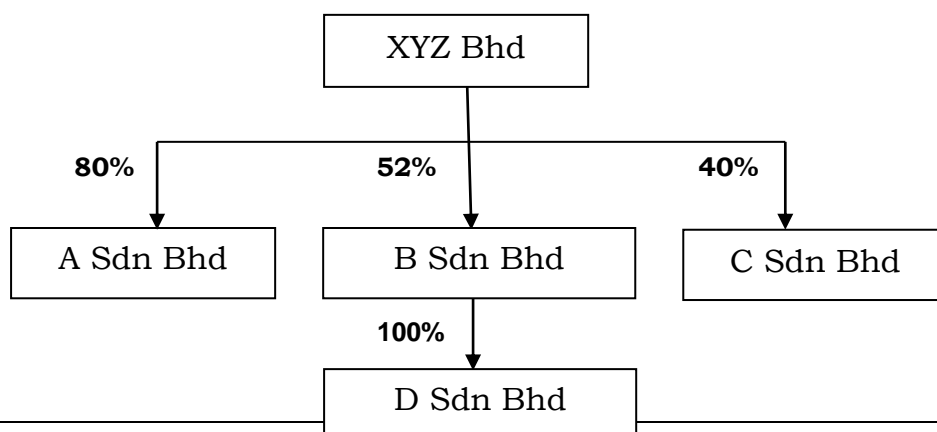 XYZ Bhd
80%
52%
40%
A Sdn Bhd
B Sdn Bhd
C Sdn Bhd
100%
D Sdn Bhd